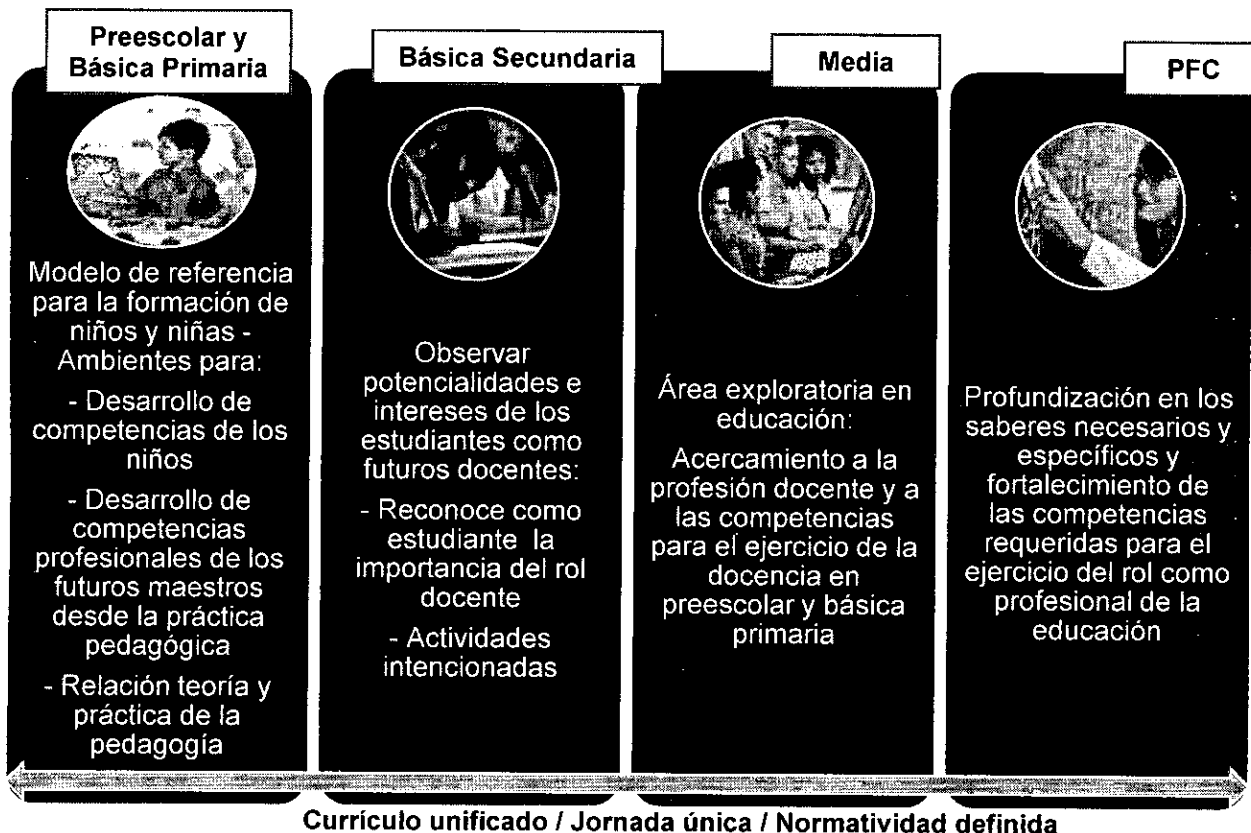 Preescolar y
Básica Primaria
Modelo de referencia
para la formación de
niños y niñas -
Ambientes para:
- Desarrollo de
competencias de los
niños
- Desarrollo de
competencias
profesionales de los
futuros maestros
desde la práctica
pedagógica
- Relación teoría y
práctica de la
pedagogía
Básica Secundaria
Observar
potencialidades e
intereses de los
estudiantes como
futuros docentes:
- Reconoce como
estudiante la
importancia del rol
docente
- Actividades
intencionadas
Media
Área exploratoria en
educación:
Acercamiento a la
profesión docente y a
las competencias
para el ejercicio de la
docencia en
preescolar y básica
primaria
PFC
Profundización en los
saberes necesarios y
específicos y
fortalecimiento de
las competencias
requeridas para el
ejercicio del rol como
profesional de la
educación
Currículo unificado / Jornada única / Normatividad definida